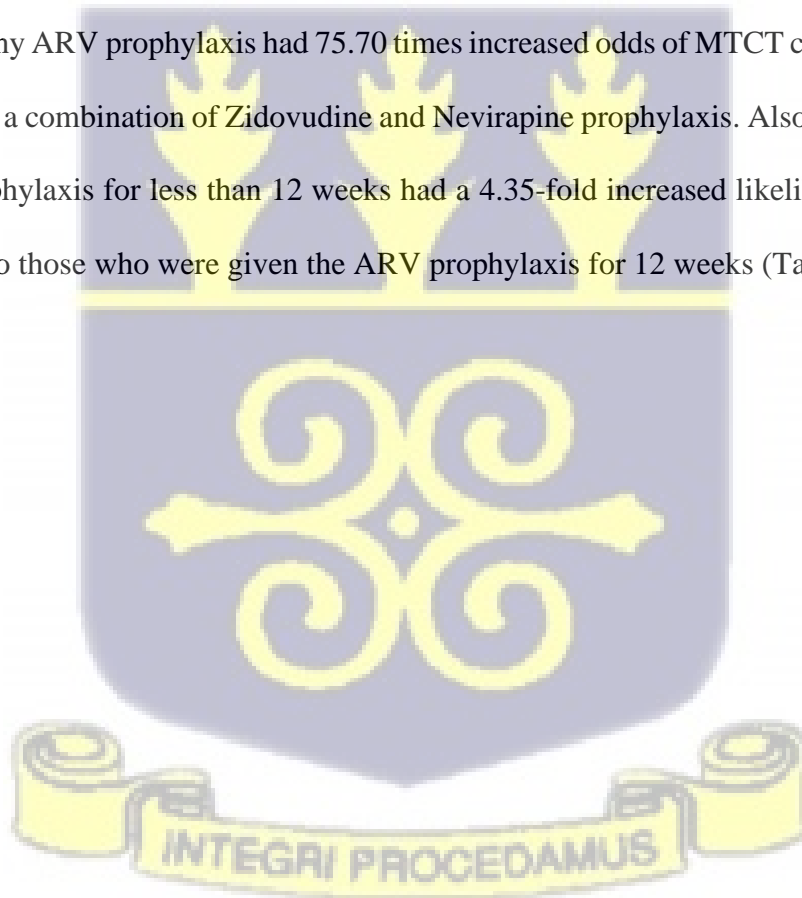 ny ARV prophylaxis had 75.70 times increased odds of MTCT c
a combination of Zidovudine and Nevirapine prophylaxis. Also
phylaxis for less than 12 weeks had a 4.35-fold increased likeli
o those who were given the ARV prophylaxis for 12 weeks (Ta
INTEGRI PROCEDAMUS